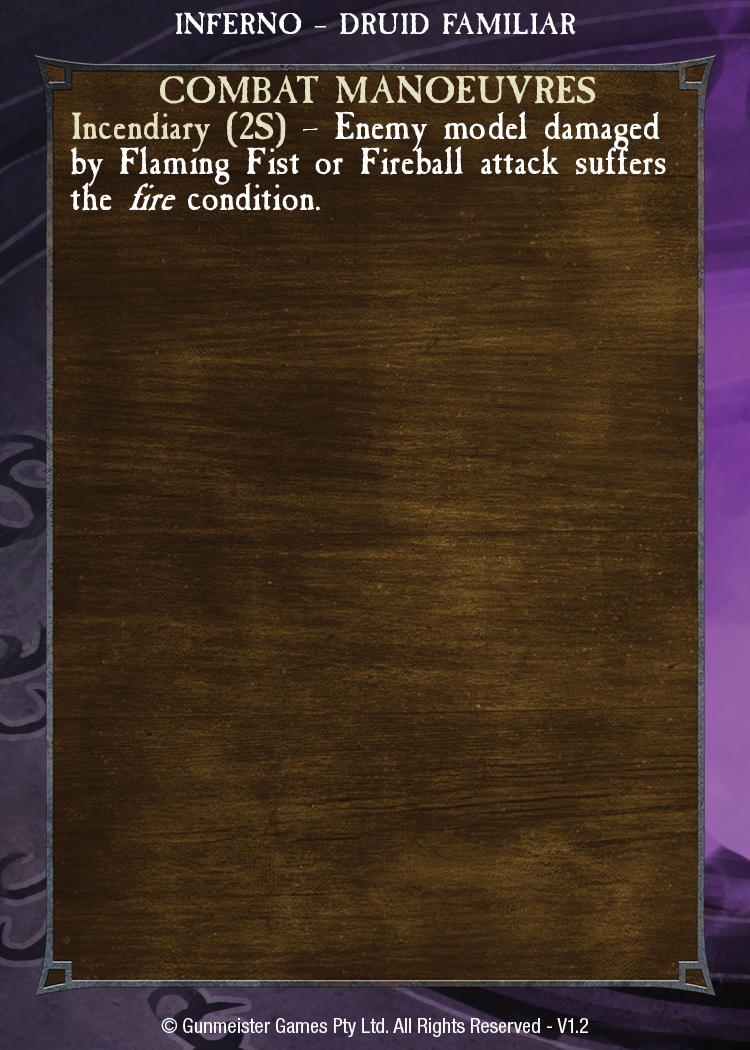 INFERNO – DRUID FAMILIAR
COMBAT MANOEUVRES
Incendiary (2S) – Enemy model damaged
by Flaming Fist or Fireball attack suffers
the fire condition.
© Gunmeister Games Pty Ltd. All Rights Reserved - V1.2